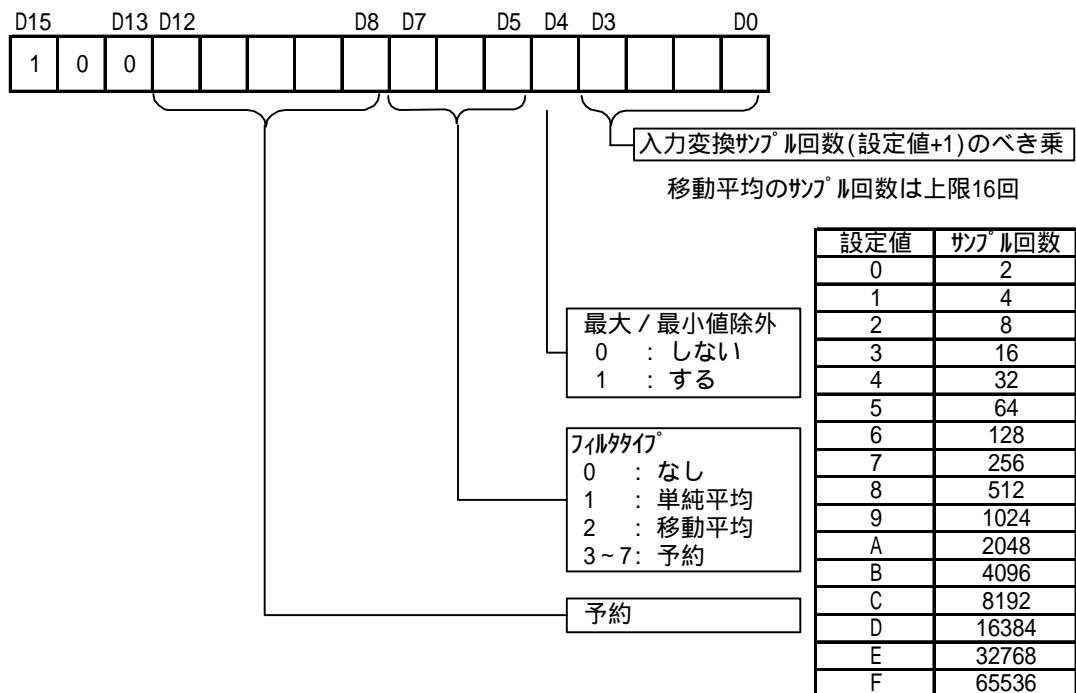 D15 D13 D12 D8 D7 D5 D4 D3 D0
1 0 0
入力変換ｻﾝﾌﾟﾙ回数(設定値+1)のべき乗
移動平均のｻﾝﾌﾟﾙ回数は上限16回
最大/最小値除外
0 : しない
1 : する
ﾌｨﾙﾀﾀｲﾌﾟ
0 : なし
1 : 単純平均
2 : 移動平均
3~7: 予約
予約
設定値 ｻﾝﾌﾟﾙ回数
0 2
1 4
2 8
3 16
4 32
5 64
6 128
7 256
8 512
9 1024
A 2048
B 4096
C 8192
D 16384
E 32768
F 65536